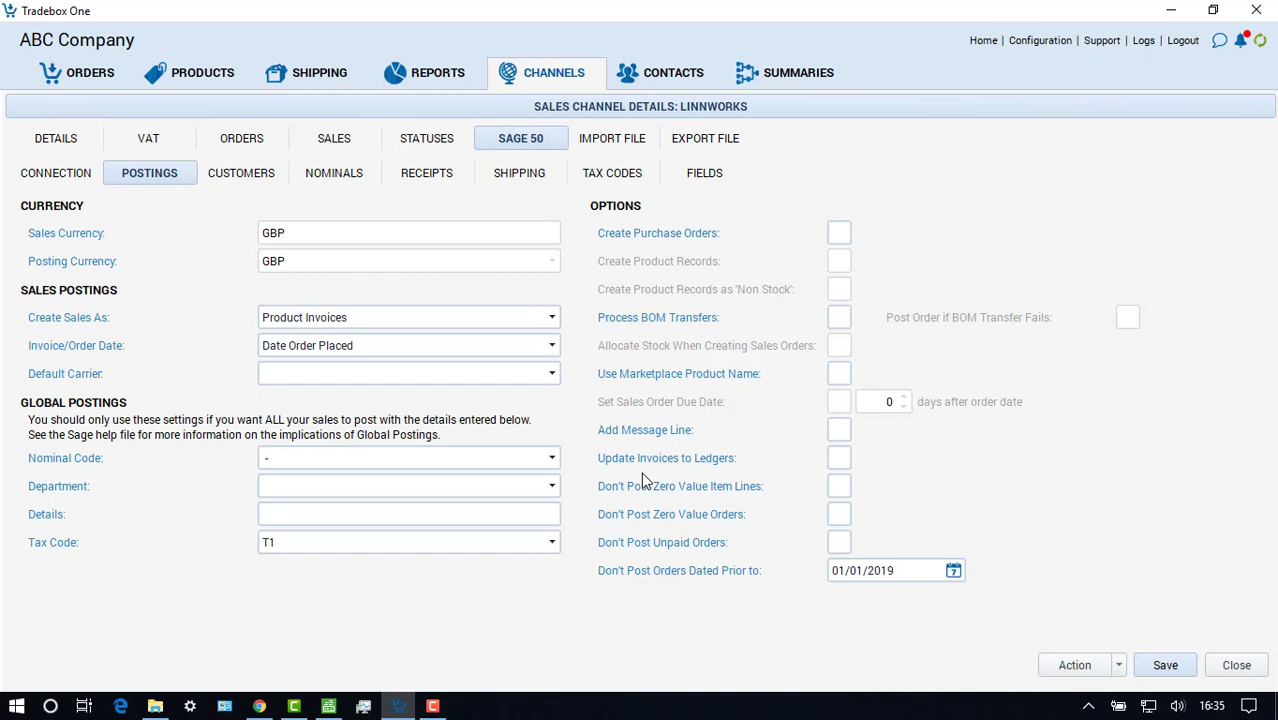 Tradebox One
ABC Company
Home | Configuration | Support | Logs | Logout
ORDERS PRODUCTS SHIPPING REPORTS CHANNELS CONTACTS SUMMARIES
SALES CHANNEL DETAILS: LINNWORKS
DETAILS VAT ORDERS SALES STATUSES SAGE 50 IMPORT FILE EXPORT FILE
CONNECTION POSTINGS CUSTOMERS NOMINALS RECEIPTS SHIPPING TAX CODES FIELDS
CURRENCY
Sales Currency: GBP
Posting Currency: GBP
SALES POSTINGS
Create Sales As: Product Invoices
Invoice/Order Date: Date Order Placed
Default Carrier:
GLOBAL POSTINGS
You should only use these settings if you want ALL your sales to post with the details entered below.
See the Sage help file for more information on the implications of Global Postings.
Nominal Code: -
Department:
Details:
Tax Code: T1
OPTIONS
Create Purchase Orders:
Create Product Records:
Create Product Records as 'Non Stock':
Process BOM Transfers: Post Order if BOM Transfer Fails:
Allocate Stock When Creating Sales Orders:
Use Marketplace Product Name:
Set Sales Order Due Date: 0 days after order date
Add Message Line:
Update Invoices to Ledgers:
Don't Post Zero Value Item Lines:
Don't Post Zero Value Orders:
Don't Post Unpaid Orders:
Don't Post Orders Dated Prior to: 01/01/2019 7
Action Save Close
16:35